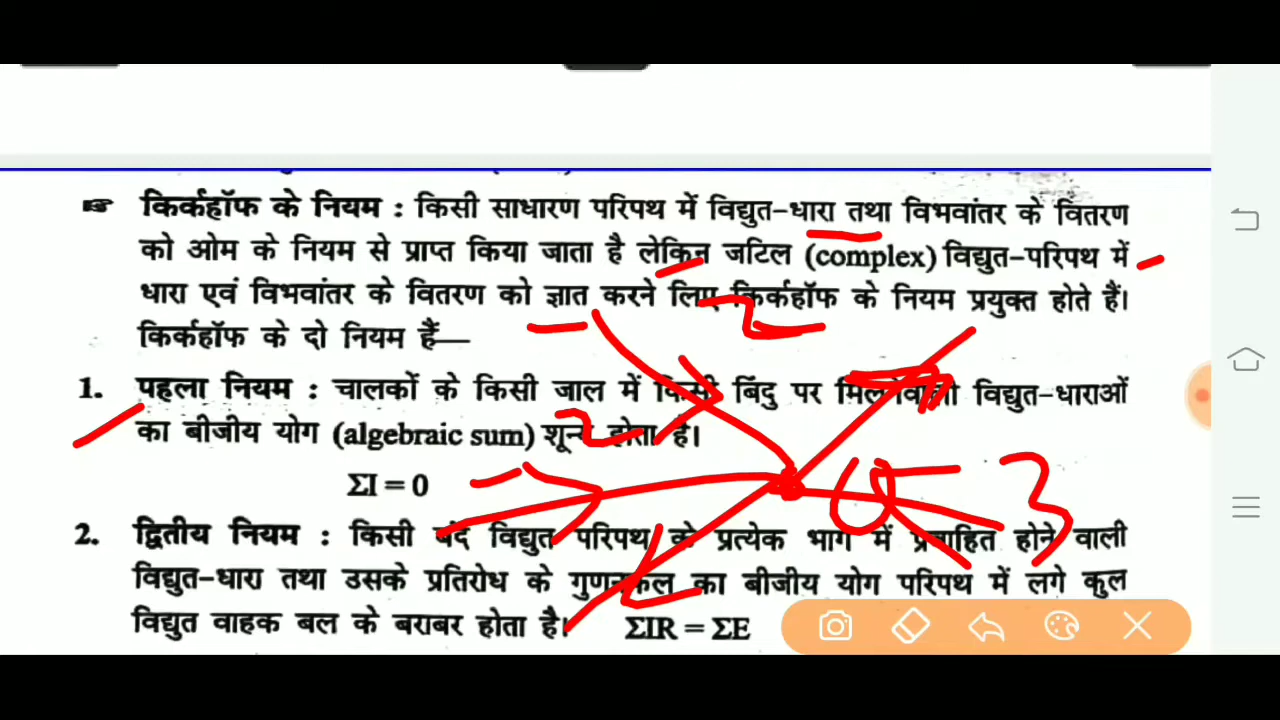 ☞ किर्कहॉफ के नियम : किसी साधारण परिपथ में विद्युत-धारा तथा विभवांतर के वितरण
को ओम के नियम से प्राप्त किया जाता है लेकिन जटिल (complex) विद्युत-परिपथ में
धारा एवं विभवांतर के वितरण को ज्ञात करने लिए किर्कहॉफ के नियम प्रयुक्त होते हैं।
किर्कहॉफ के दो नियम हैं—
1. पहला नियम : चालकों के किसी जाल में किसी बिंदु पर मिलनेवाली विद्युत-धाराओं
का बीजीय योग (algebraic sum) शून्य होता है।
ΣI = 0
2. द्वितीय नियम : किसी बंद विद्युत परिपथ के प्रत्येक भाग में प्रवाहित होने वाली
विद्युत-धारा तथा उसके प्रतिरोध के गुणनफल का बीजीय योग परिपथ में लगे कुल
विद्युत वाहक बल के बराबर होता है। ΣIR = ΣE